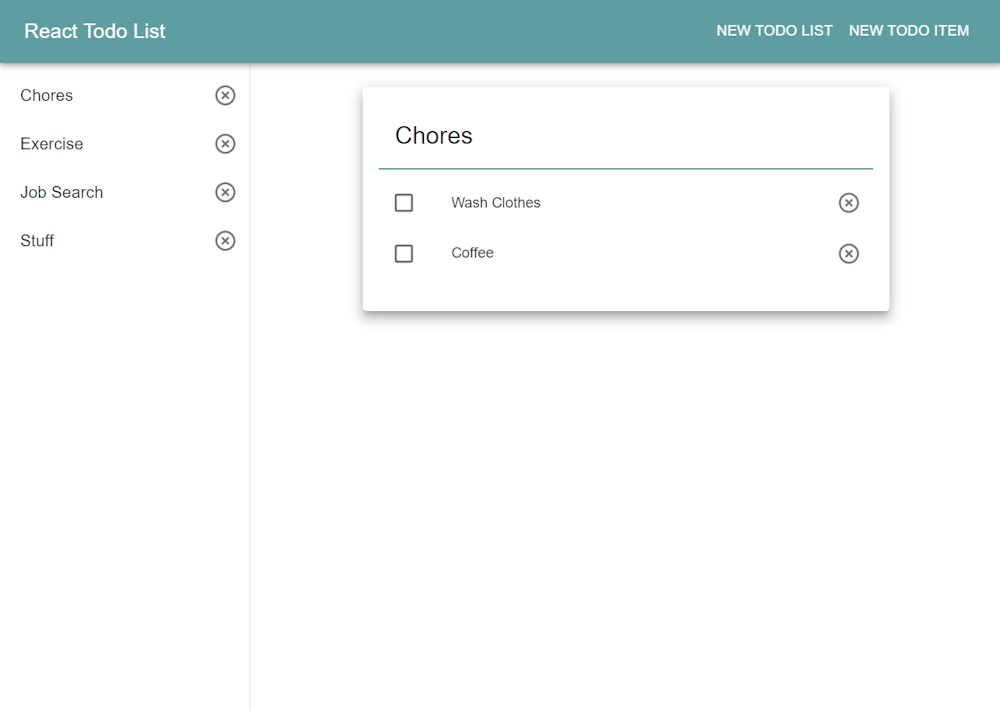 React Todo List
NEW TODO LIST
NEW TODO ITEM
Chores
Exercise
Job Search
Stuff
Chores
Wash Clothes
Coffee